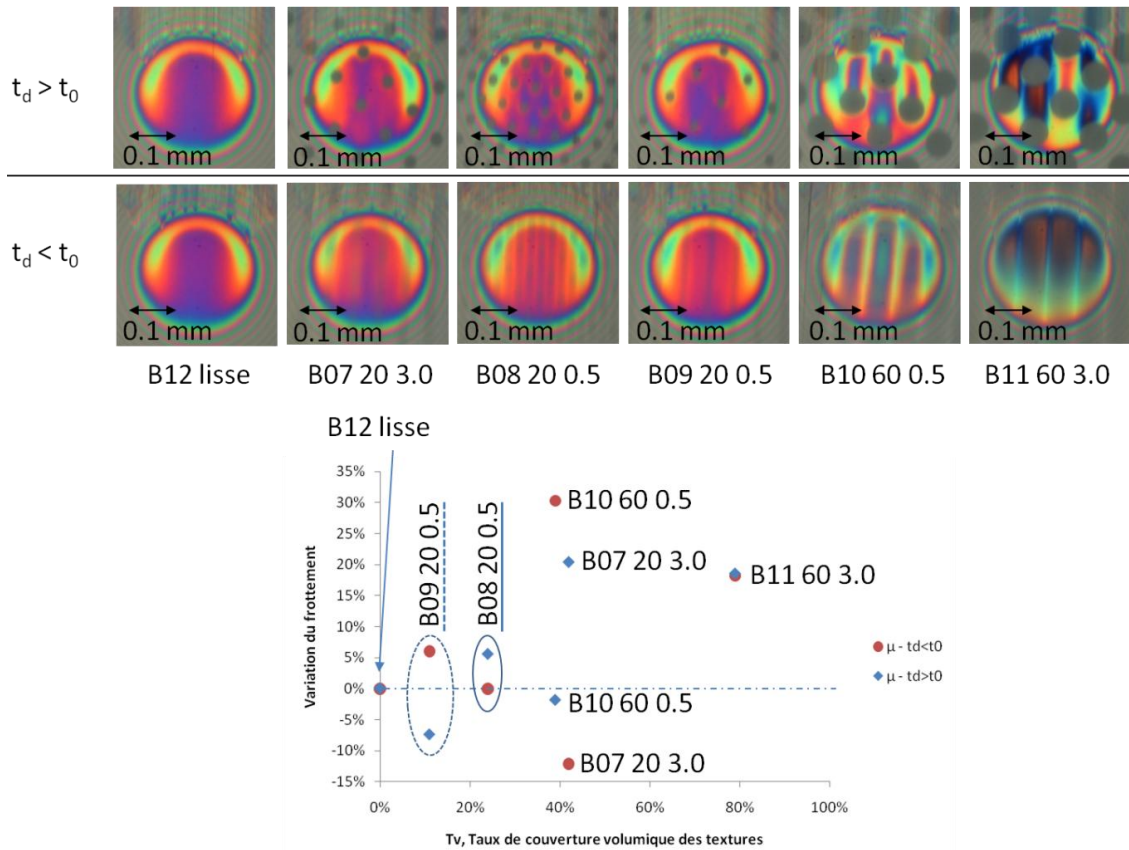 t_d > t_0
0.1 mm 0.1 mm 0.1 mm 0.1 mm 0.1 mm 0.1 mm
t_d < t_0
0.1 mm 0.1 mm 0.1 mm 0.1 mm 0.1 mm 0.1 mm
B12 lisse B07 20 3.0 B08 20 0.5 B09 20 0.5 B10 60 0.5 B11 60 3.0
B12 lisse
Variation du frottement
35%
30%
25%
20%
15%
10%
5%
0%
-5%
-10%
-15%
B09 20 0.5
B08 20 0.5
B10 60 0.5
B07 20 3.0
B11 60 3.0
B10 60 0.5
B07 20 3.0
μ - td<t0
μ - td>t0
0% 20% 40% 60% 80% 100%
Tv, Taux de couverture volumique des textures